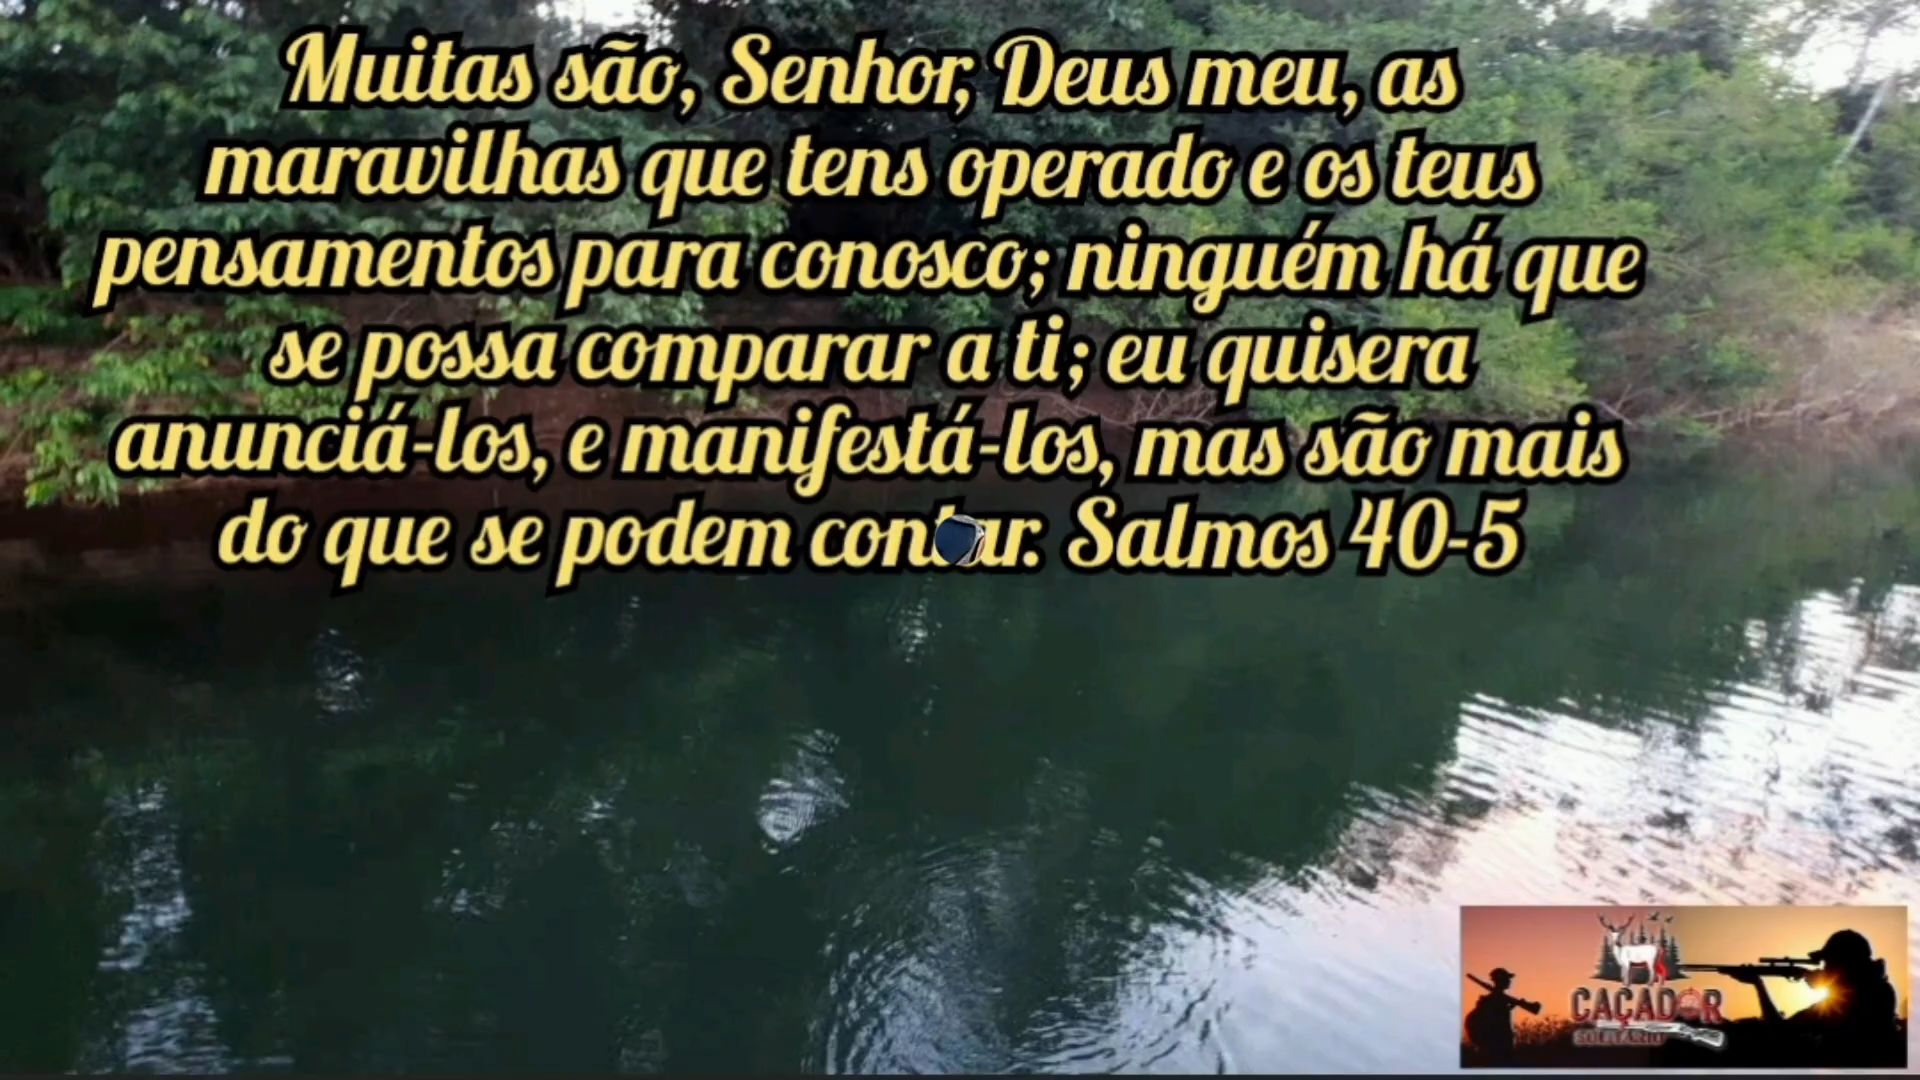 Muitas são, Senhor, Deus meu, as
maravilhas que tens operado e os teus
pensamentos para conosco; ninguém há que
se possa comparar a ti; eu quisera
anunciá-los, e manifestá-los, mas são mais
do que se podem contar. Salmos 40-5
CAÇADOR
SOLITÁRIO